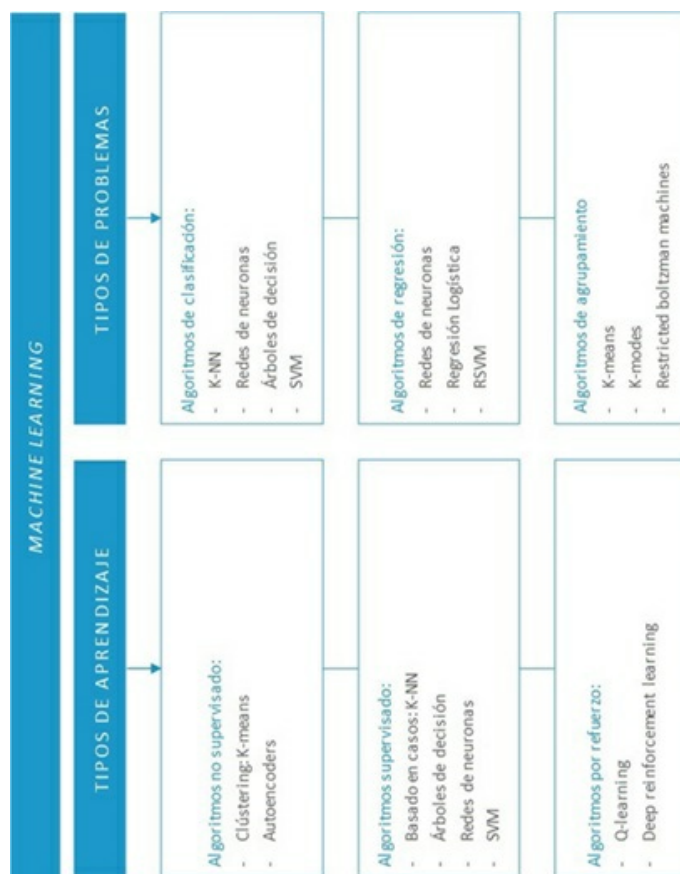 MACHINE LEARNING
TIPOS DE APRENDIZAJE
Algoritmos no supervisado:
- Clústering: K-means
- Autoencoders
Algoritmos supervisado:
- Basado en casos: K-NN
- Árboles de decisión
- Redes de neuronas
- SVM
Algoritmos por refuerzo:
- Q-learning
- Deep reinforcement learning
TIPOS DE PROBLEMAS
Algoritmos de clasificación:
- K-NN
- Redes de neuronas
- Árboles de decisión
- SVM
Algoritmos de regresión:
- Redes de neuronas
- Regresión Logística
- RSVM
Algoritmos de agrupamiento
- K-means
- K-modes
- Restricted boltzman machines